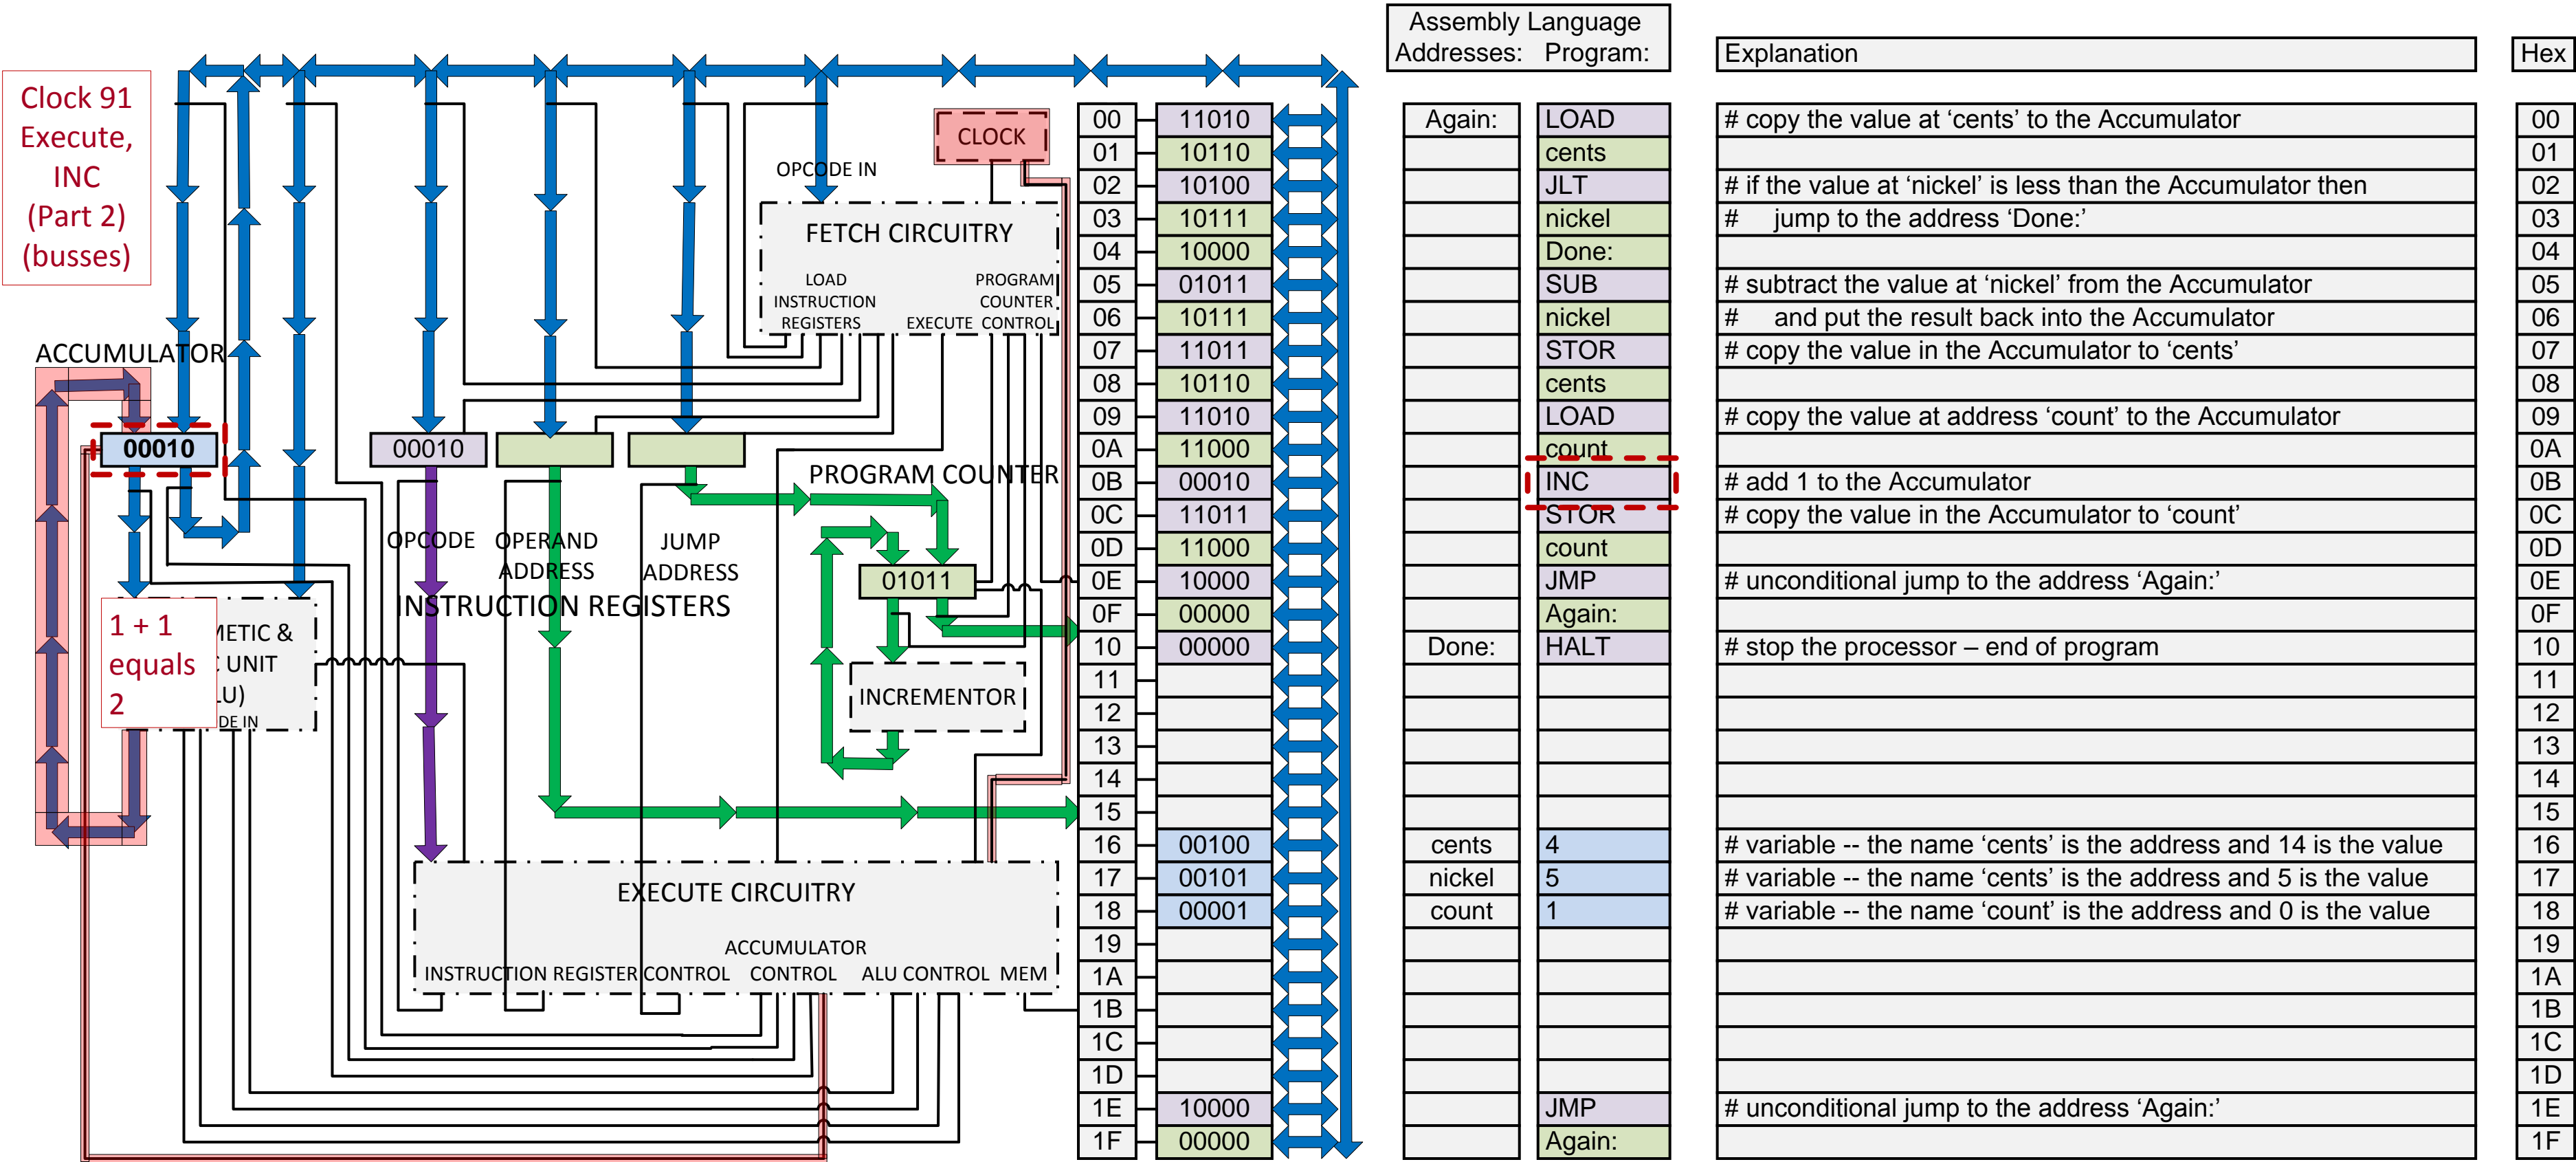 Clock 91
Execute,
INC
(Part 2)
(busses)
ACCUMULATOR
00010
1 + 1
equals
2
METIC &
UNIT
LU)
DE IN
00010
OPCODE
OPERAND
ADDRESS
JUMP
ADDRESS
INSTRUCTION REGISTERS
CLOCK
OPCODE IN
FETCH CIRCUITRY
LOAD
INSTRUCTION
REGISTERS
EXECUTE
PROGRAM
COUNTER
CONTROL
PROGRAM COUNTER
01011
INCREMENTOR
EXECUTE CIRCUITRY
INSTRUCTION REGISTER CONTROL
ACCUMULATOR
CONTROL
ALU CONTROL
MEM
Assembly Language
Addresses: Program:
Explanation
Hex
00 11010 Again: LOAD # copy the value at ‘cents’ to the Accumulator 00
01 10110 cents 01
02 10100 JLT # if the value at ‘nickel’ is less than the Accumulator then 02
03 10111 nickel # jump to the address ‘Done:’ 03
04 10000 Done: 04
05 01011 SUB # subtract the value at ‘nickel’ from the Accumulator 05
06 10111 nickel # and put the result back into the Accumulator 06
07 11011 STOR # copy the value in the Accumulator to ‘cents’ 07
08 10110 cents 08
09 11010 LOAD # copy the value at address ‘count’ to the Accumulator 09
0A 11000 count 0A
0B 00010 INC # add 1 to the Accumulator 0B
0C 11011 STOR # copy the value in the Accumulator to ‘count’ 0C
0D 11000 count 0D
0E 10000 JMP # unconditional jump to the address ‘Again:’ 0E
0F 00000 Again: 0F
10 00000 Done: HALT # stop the processor – end of program 10
11 11
12 12
13 13
14 14
15 15
16 00100 cents 4 # variable -- the name ‘cents’ is the address and 14 is the value 16
17 00101 nickel 5 # variable -- the name ‘cents’ is the address and 5 is the value 17
18 00001 count 1 # variable -- the name ‘count’ is the address and 0 is the value 18
19 19
1A 1A
1B 1B
1C 1C
1D 1D
1E 10000 JMP # unconditional jump to the address ‘Again:’ 1E
1F 00000 Again: 1F